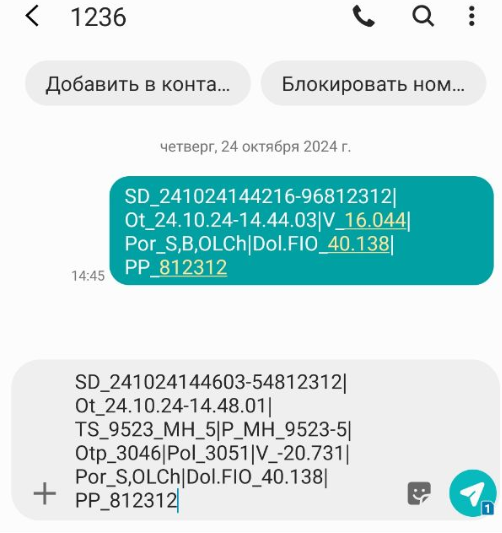 1236
Добавить в конта...
Блокировать ном...
четверг, 24 октября 2024 г.
SD_241024144216-96812312|
Ot_24.10.24-14.44.03|V_16.044|
Por_S,B,OLCh|Dol.FIO_40.138|
PP_812312
14:45
SD_241024144603-54812312|
Ot_24.10.24-14.48.01|
TS_9523_MH_5|P_MH_9523-5|
Otp_3046|Pol_3051|V_-20.731|
Por_S,OLCh|Dol.FIO_40.138|
PP_812312
1